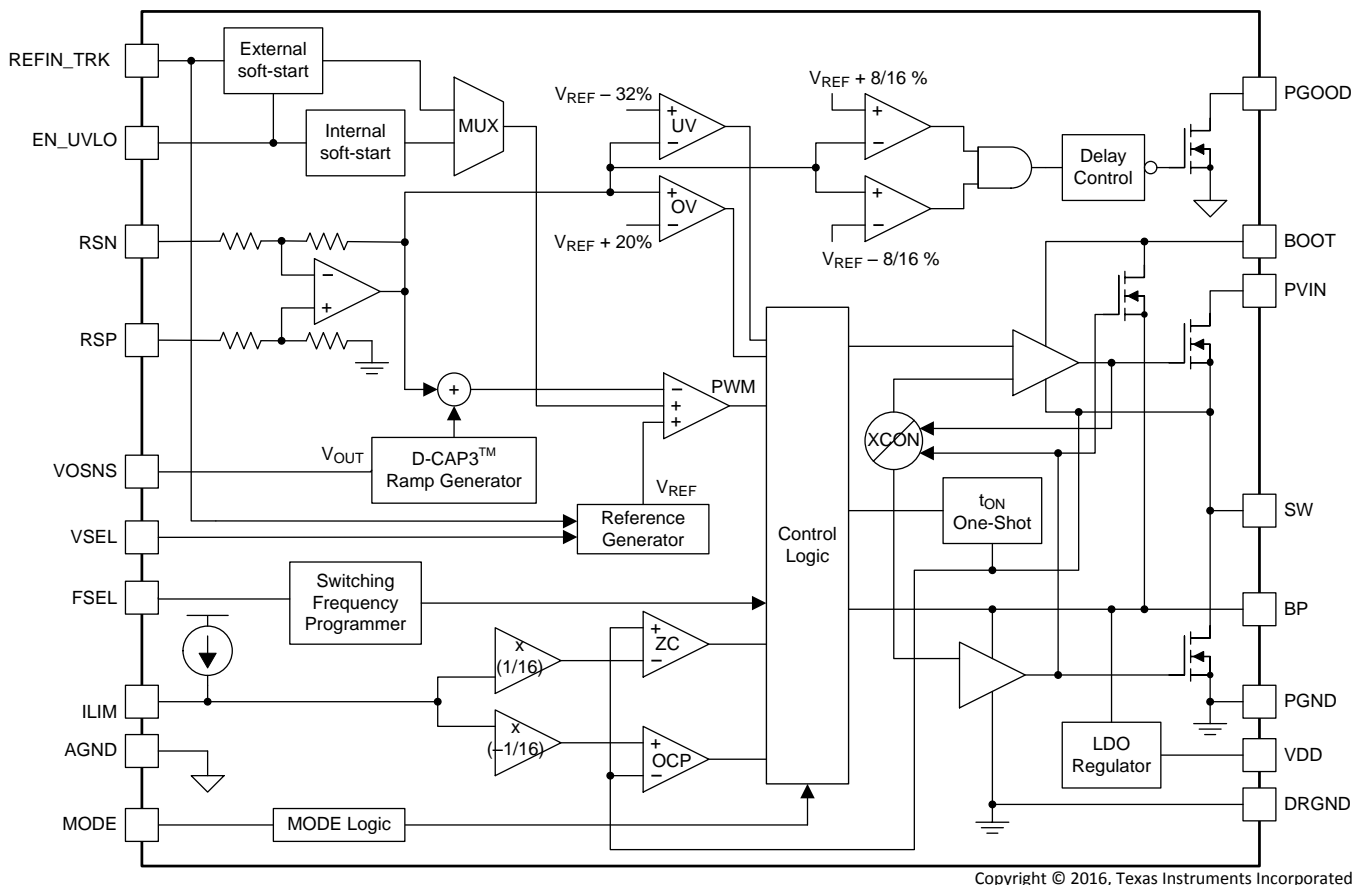 REFIN_TRK
External
soft-start
EN_UVLO
Internal
soft-start
MUX
V_REF – 32%
+
UV
–
+
OV
–
V_REF + 20%
V_REF + 8/16 %
+
–
+
–
V_REF – 8/16 %
Delay
Control
PGOOD
RSN
–
+
RSP
BOOT
PVIN
+
–
+
+
PWM
V_OUT
D-CAP3™
Ramp Generator
VOSNS
V_REF
Reference
Generator
VSEL
XCON
t_ON
One-Shot
SW
Control
Logic
FSEL
Switching
Frequency
Programmer
BP
x
(1/16)
+
ZC
–
ILIM
x
(–1/16)
+
OCP
–
AGND
PGND
LDO
Regulator
VDD
MODE
MODE Logic
DRGND
Copyright © 2016, Texas Instruments Incorporated